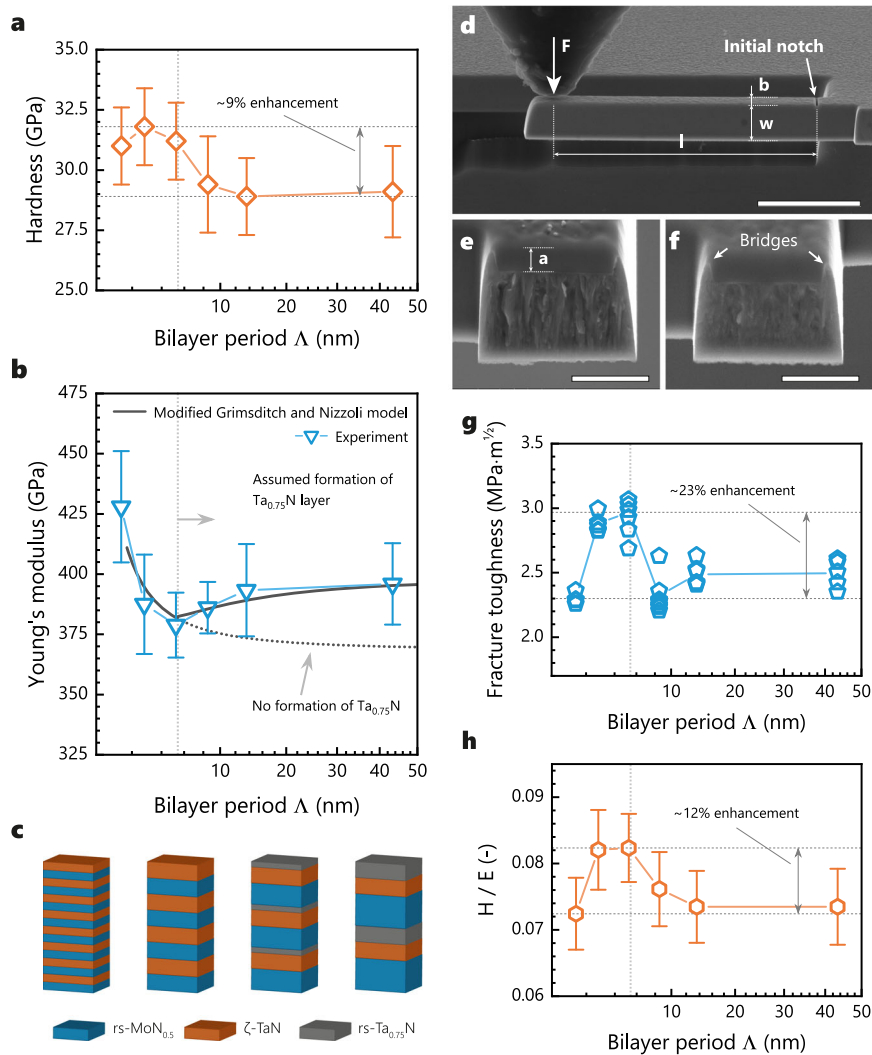 a
35.0
32.5
30.0
27.5
25.0
Hardness (GPa)
~9% enhancement
10
20
30
40
50
Bilayer period Λ (nm)
b
475
450
425
400
375
350
325
Young's modulus (GPa)
Modified Grimsditch and Nizzoli model
Experiment
Assumed formation of
Ta0.75N layer
No formation of Ta0.75N
10
20
30
40
50
Bilayer period Λ (nm)
c
rs-MoN0.5
ζ-TaN
rs-Ta0.75N
d
F
Initial notch
b
w
l
e
a
f
Bridges
g
3.5
3.0
2.5
2.0
Fracture toughness (MPa·m½)
~23% enhancement
10
20
30
40
50
Bilayer period Λ (nm)
h
0.09
0.08
0.07
0.06
H / E (-)
~12% enhancement
10
20
30
40
50
Bilayer period Λ (nm)